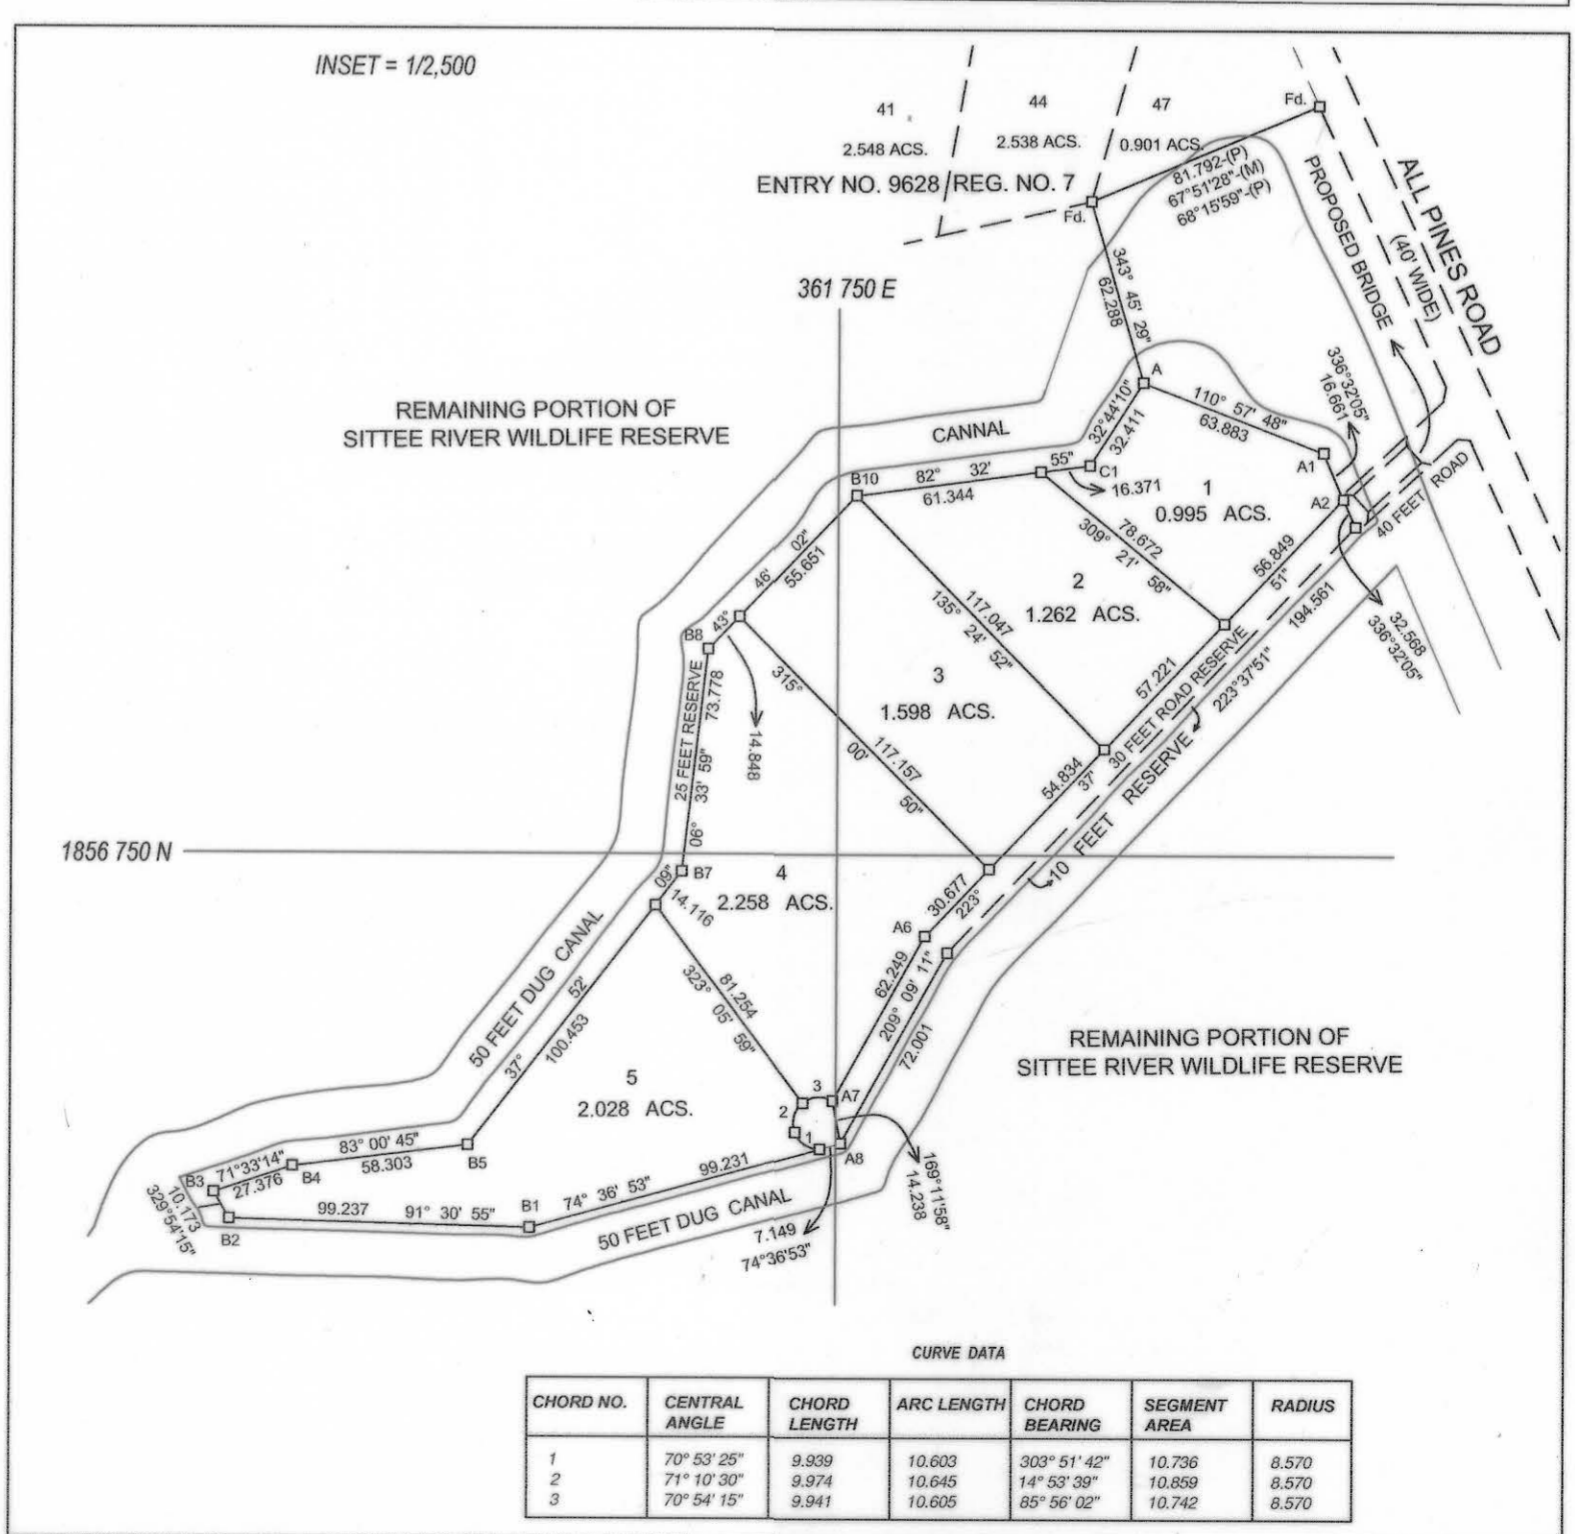 INSET = 1/2,500
41
2.548 ACS.
44
2.538 ACS.
47
0.901 ACS.
ENTRY NO. 9628/REG. NO. 7
Fd.
Fd.
81.792-(P)
67°51'28"-(M)
68°15'59"-(P)
ALL PINES ROAD
(40' WIDE)
PROPOSED BRIDGE
343° 45' 29"
62.288
361 750 E
REMAINING PORTION OF
SITTEE RIVER WILDLIFE RESERVE
CANNAL
A
32°44'10"
32.411
110° 57' 48"
63.883
336°32'05"
16.661
A1
A2
40 FEET ROAD
B10
82° 32' 55"
61.344
C1
16.371
1
0.995 ACS.
78.672
309° 21' 58"
56.849
51"
194.561
223°37'51"
32.568
336°32'05"
2
1.262 ACS.
46' 02"
55.651
43°
B8
14.848
117.047
135° 24' 52"
57.221
30 FEET ROAD RESERVE
3
1.598 ACS.
25 FEET RESERVE
73.778
06° 33' 59"
315° 00' 50"
117.157
54.834
37'
10 FEET RESERVE
1856 750 N
B7
09"
14.116
4
2.258 ACS.
30.677
223°
A6
50 FEET DUG CANAL
37° 52'
100.453
81.254
323° 05' 59"
62.249
209° 09' 11"
72.001
REMAINING PORTION OF
SITTEE RIVER WILDLIFE RESERVE
5
2.028 ACS.
3
2
1
A7
A8
169°11'58"
14.238
83° 00' 45"
58.303
B5
71°33'14"
27.376
B4
B3
10.173
329°54'15"
B2
99.237
91° 30' 55"
B1
74° 36' 53"
99.231
50 FEET DUG CANAL
7.149
74°36'53"
CURVE DATA
CHORD NO. CENTRAL ANGLE CHORD LENGTH ARC LENGTH CHORD BEARING SEGMENT AREA RADIUS
1 70° 53' 25" 9.939 10.603 303° 51' 42" 10.736 8.570
2 71° 10' 30" 9.974 10.645 14° 53' 39" 10.859 8.570
3 70° 54' 15" 9.941 10.605 85° 56' 02" 10.742 8.570